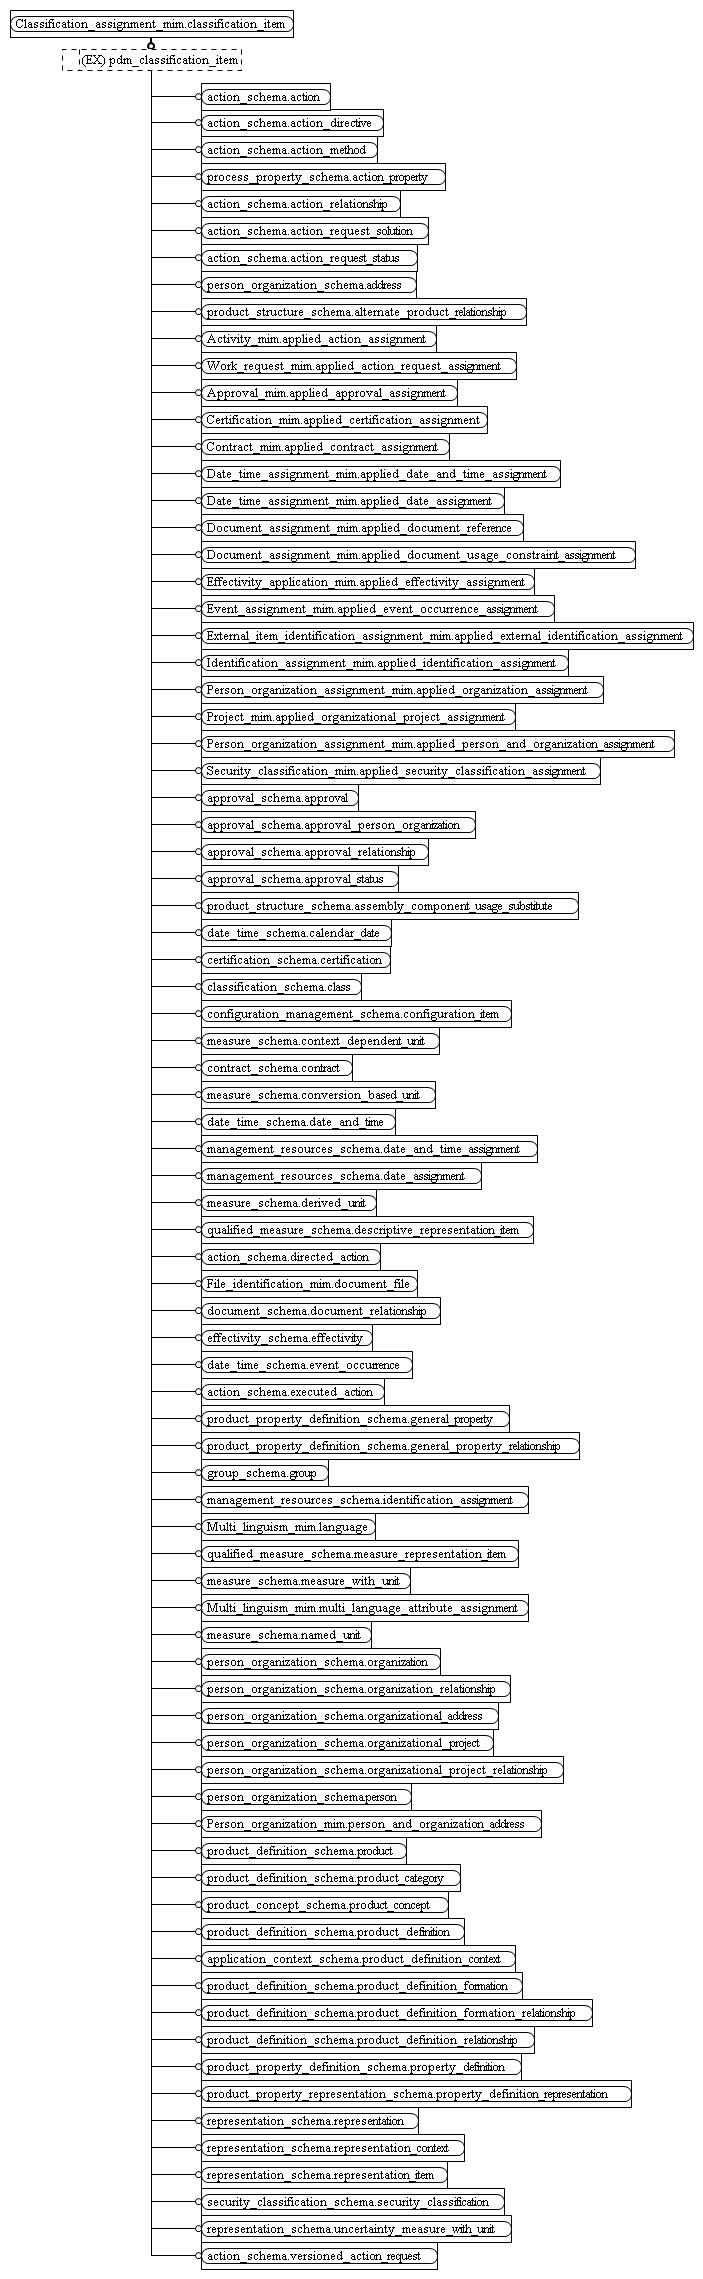 Classification_assignment_mim.classification_item
(EX) pdm_classification_item
action_schema.action
action_schema.action_directive
action_schema.action_method
process_property_schema.action_property
action_schema.action_relationship
action_schema.action_request_solution
action_schema.action_request_status
person_organization_schema.address
product_structure_schema.alternate_product_relationship
Activity_mim.applied_action_assignment
Work_request_mim.applied_action_request_assignment
Approval_mim.applied_approval_assignment
Certification_mim.applied_certification_assignment
Contract_mim.applied_contract_assignment
Date_time_assignment_mim.applied_date_and_time_assignment
Date_time_assignment_mim.applied_date_assignment
Document_assignment_mim.applied_document_reference
Document_assignment_mim.applied_document_usage_constraint_assignment
Effectivity_application_mim.applied_effectivity_assignment
Event_assignment_mim.applied_event_occurrence_assignment
External_item_identification_assignment_mim.applied_external_identification_assignment
Identification_assignment_mim.applied_identification_assignment
Person_organization_assignment_mim.applied_organization_assignment
Project_mim.applied_organizational_project_assignment
Person_organization_assignment_mim.applied_person_and_organization_assignment
Security_classification_mim.applied_security_classification_assignment
approval_schema.approval
approval_schema.approval_person_organization
approval_schema.approval_relationship
approval_schema.approval_status
product_structure_schema.assembly_component_usage_substitute
date_time_schema.calendar_date
certification_schema.certification
classification_schema.class
configuration_management_schema.configuration_item
measure_schema.context_dependent_unit
contract_schema.contract
measure_schema.conversion_based_unit
date_time_schema.date_and_time
management_resources_schema.date_and_time_assignment
management_resources_schema.date_assignment
measure_schema.derived_unit
qualified_measure_schema.descriptive_representation_item
action_schema.directed_action
File_identification_mim.document_file
document_schema.document_relationship
effectivity_schema.effectivity
date_time_schema.event_occurrence
action_schema.executed_action
product_property_definition_schema.general_property
product_property_definition_schema.general_property_relationship
group_schema.group
management_resources_schema.identification_assignment
Multi_linguism_mim.language
qualified_measure_schema.measure_representation_item
measure_schema.measure_with_unit
Multi_linguism_mim.multi_language_attribute_assignment
measure_schema.named_unit
person_organization_schema.organization
person_organization_schema.organization_relationship
person_organization_schema.organizational_address
person_organization_schema.organizational_project
person_organization_schema.organizational_project_relationship
person_organization_schema.person
Person_organization_mim.person_and_organization_address
product_definition_schema.product
product_definition_schema.product_category
product_concept_schema.product_concept
product_definition_schema.product_definition
application_context_schema.product_definition_context
product_definition_schema.product_definition_formation
product_definition_schema.product_definition_formation_relationship
product_definition_schema.product_definition_relationship
product_property_definition_schema.property_definition
product_property_representation_schema.property_definition_representation
representation_schema.representation
representation_schema.representation_context
representation_schema.representation_item
security_classification_schema.security_classification
representation_schema.uncertainty_measure_with_unit
action_schema.versioned_action_request